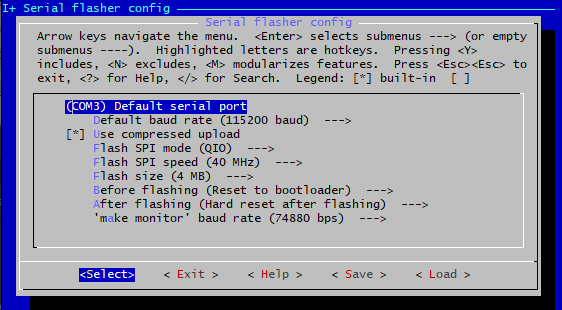 I+ Serial flasher config
Serial flasher config
Arrow keys navigate the menu.  <Enter> selects submenus ---> (or empty
submenus ----).  Highlighted letters are hotkeys.  Pressing <Y>
includes, <N> excludes, <M> modularizes features.  Press <Esc><Esc> to
exit, <?> for Help, </> for Search.  Legend: [*] built-in  [ ]
(COM3) Default serial port
Default baud rate (115200 baud)  --->
[*] Use compressed upload
Flash SPI mode (QIO)  --->
Flash SPI speed (40 MHz)  --->
Flash size (4 MB)  --->
Before flashing (Reset to bootloader)  --->
After flashing (Hard reset after flashing)  --->
'make monitor' baud rate (74880 bps)  --->
<Select>    < Exit >    < Help >    < Save >    < Load >